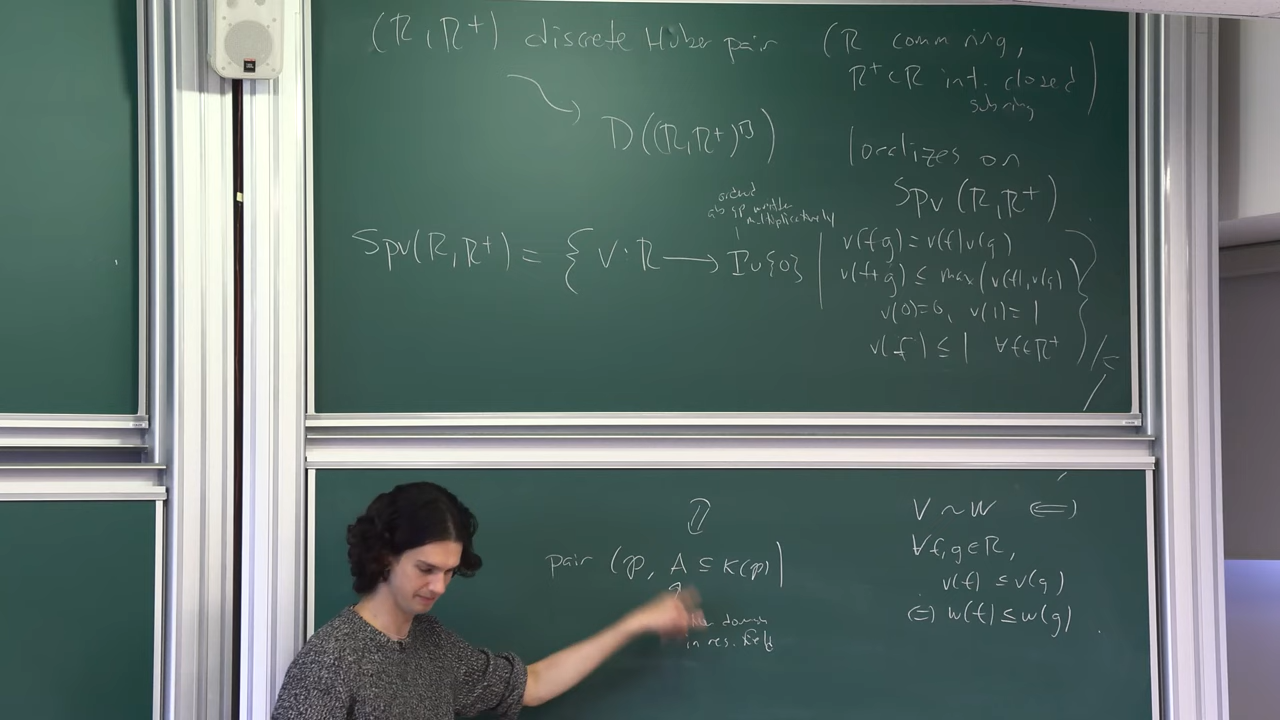 (R, R⁺) discrete Huber pair (R comm ring,
R⁺⊂R int. closed
subring)
D((R,R⁺)^◻)
localizes on
Spv(R,R⁺)
ordered
ab gp written
multiplicatively
Spv(R,R⁺) = { v: R → Γ∪{0} | v(fg)=v(f)v(g)
v(f+g) ≤ max(v(f),v(g))
v(0)=0, v(1)=1
v(f) ≤ 1 ∀f∈R⁺ } / ~
v ~ w ⇔
pair (𝔭, A ⊆ K(𝔭))
∀f,g∈R,
v(f) ≤ v(g)
⇔ w(f) ≤ w(g)
in res. field